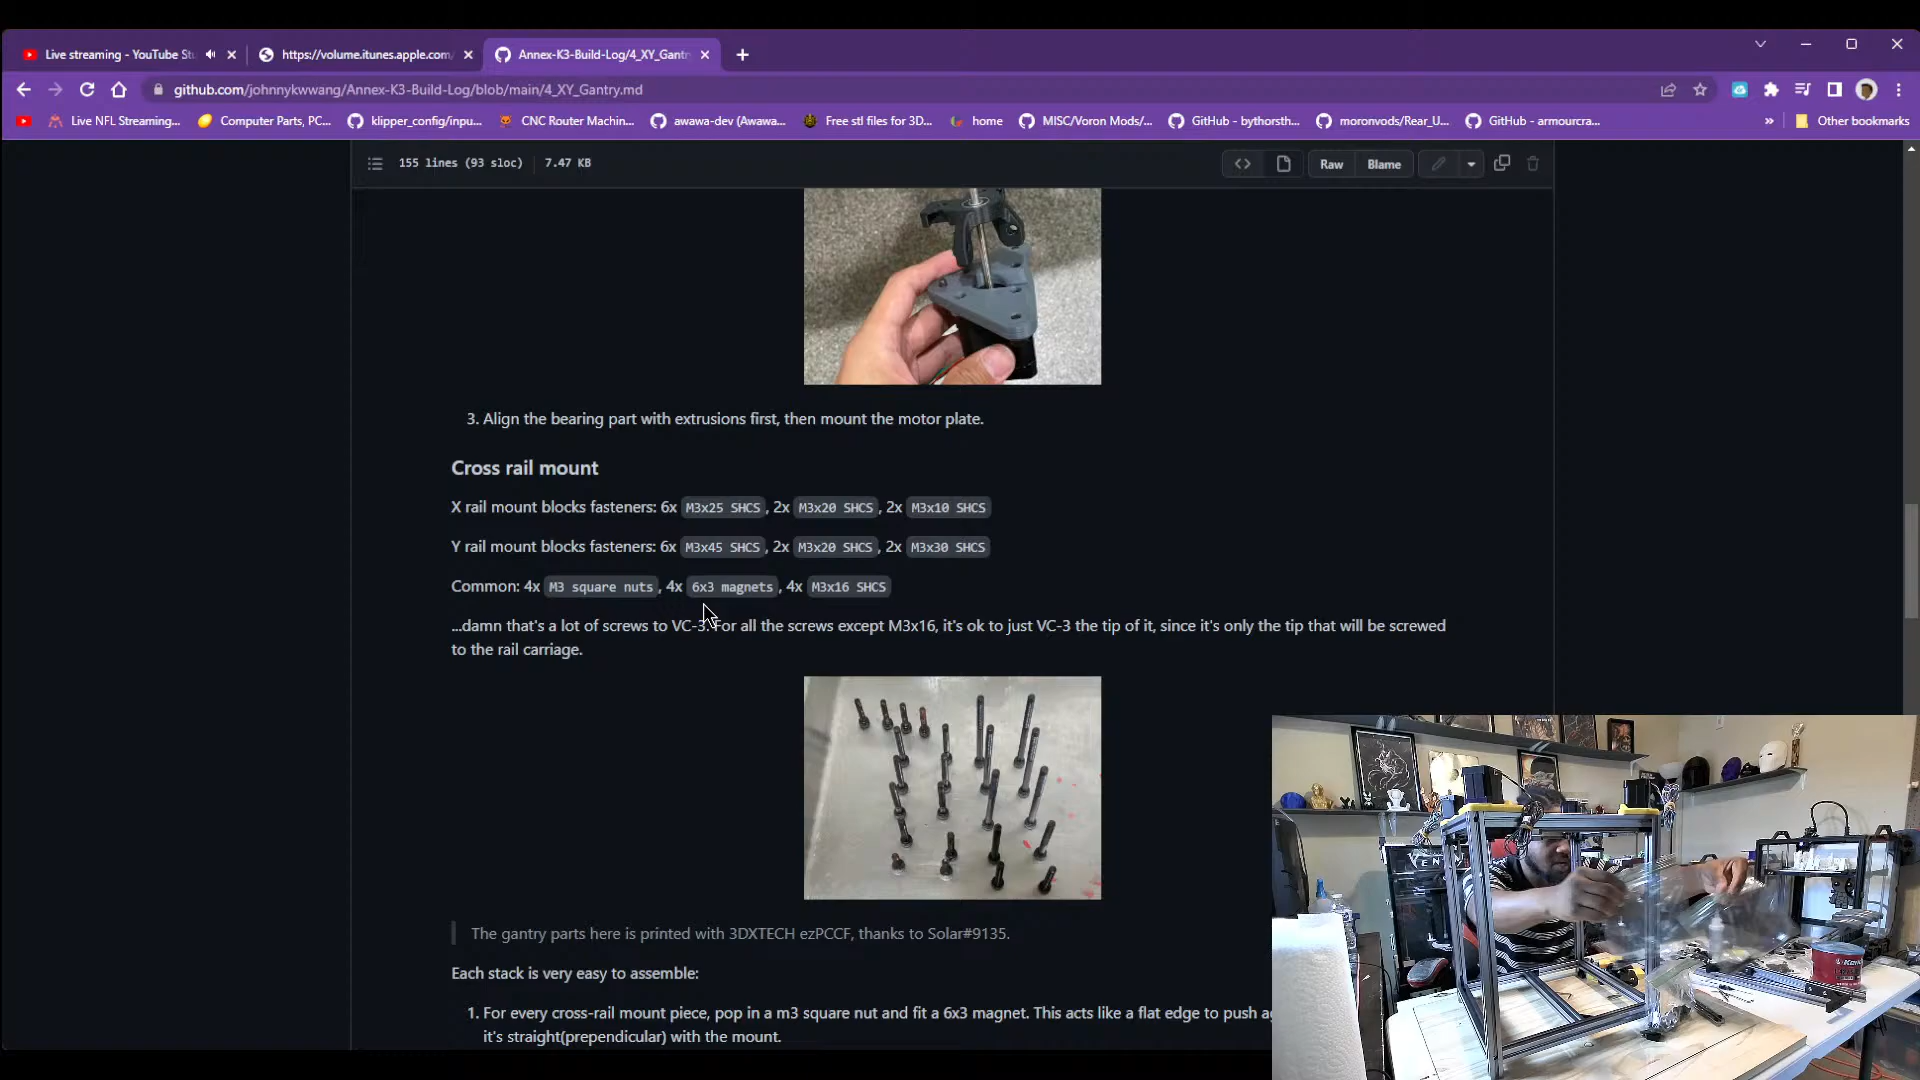 Live streaming - YouTube Stu
https://volume.itunes.apple.com/
Annex-K3-Build-Log/4_XY_Gantry
github.com/johnnykwwang/Annex-K3-Build-Log/blob/main/4_XY_Gantry.md
Live NFL Streaming...
Computer Parts, PC...
klipper_config/inpu...
CNC Router Machin...
awawa-dev (Awawa...
Free stl files for 3D...
home
MISC/Voron Mods/...
GitHub - bythorsth...
moronvods/Rear_U...
GitHub - armourcra...
» Other bookmarks
155 lines (93 sloc) 7.47 KB
Raw Blame
3. Align the bearing part with extrusions first, then mount the motor plate.
Cross rail mount
X rail mount blocks fasteners: 6x M3x25 SHCS , 2x M3x20 SHCS , 2x M3x10 SHCS
Y rail mount blocks fasteners: 6x M3x45 SHCS , 2x M3x20 SHCS , 2x M3x30 SHCS
Common: 4x M3 square nuts , 4x 6x3 magnets , 4x M3x16 SHCS
...damn that's a lot of screws to VC-3. For all the screws except M3x16, it's ok to just VC-3 the tip of it, since it's only the tip that will be screwed
to the rail carriage.
The gantry parts here is printed with 3DXTECH ezPCCF, thanks to Solar#9135.
Each stack is very easy to assemble:
1. For every cross-rail mount piece, pop in a m3 square nut and fit a 6x3 magnet. This acts like a flat edge to push ag
it's straight(prependicular) with the mount.